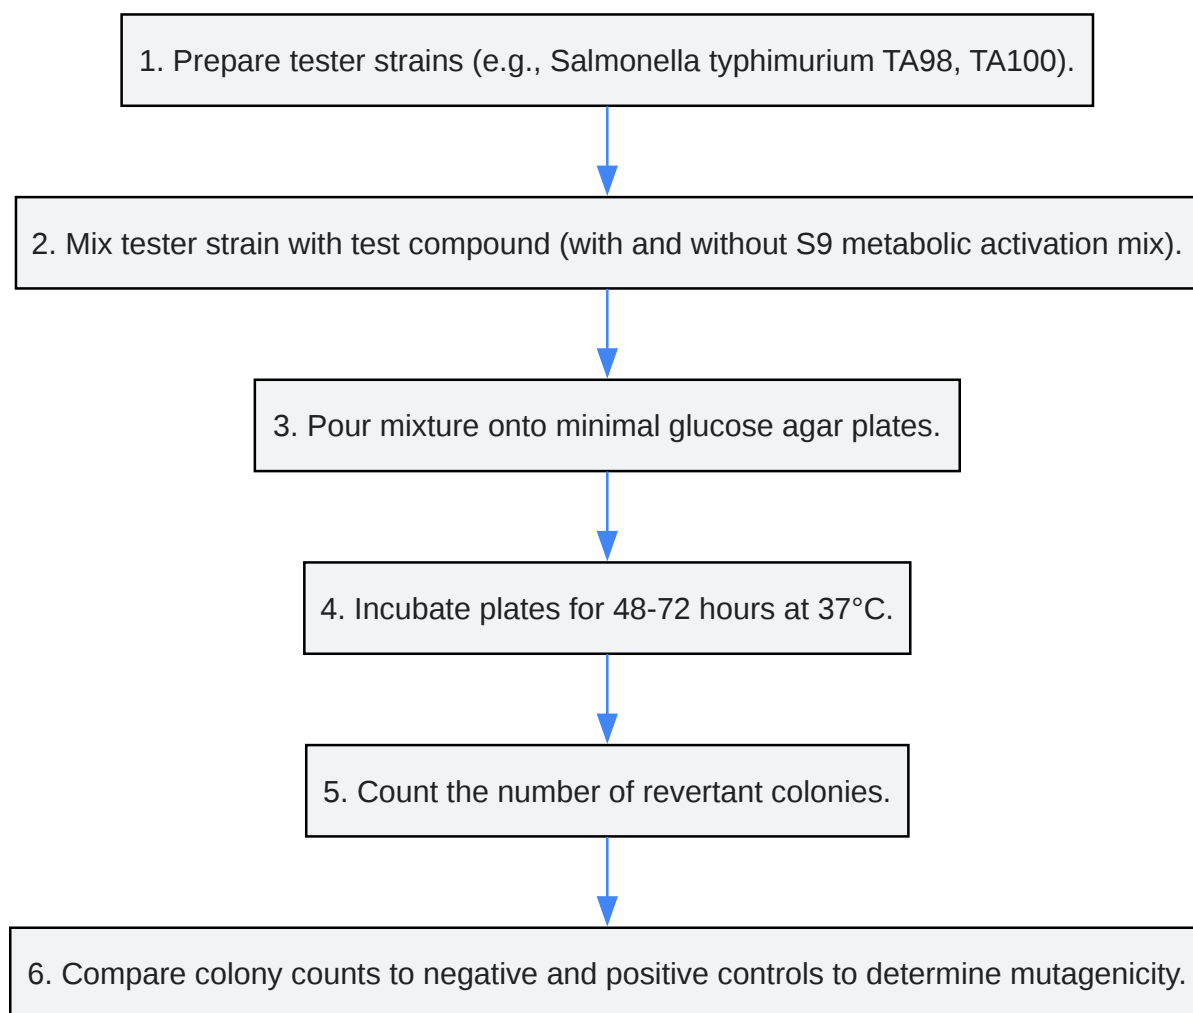 1. Prepare tester strains (e.g., Salmonella typhimurium TA98, TA100).
2. Mix tester strain with test compound (with and without S9 metabolic activation mix).
3. Pour mixture onto minimal glucose agar plates.
4. Incubate plates for 48-72 hours at 37°C.
5. Count the number of revertant colonies.
6. Compare colony counts to negative and positive controls to determine mutagenicity.